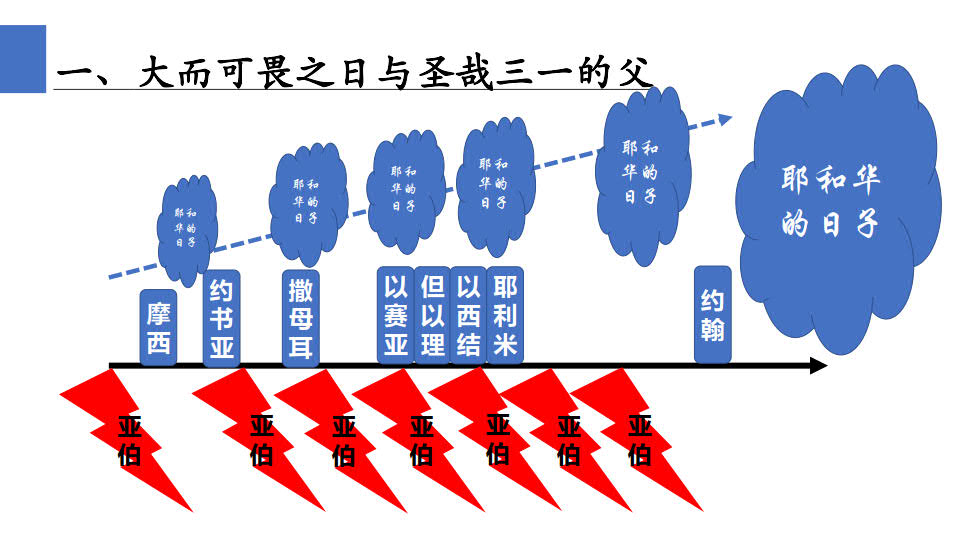 一、大而可畏之日与圣哉三一的父
耶和
华的
日子
耶和
华的
日子
耶和
华的
日子
耶和
华的
日子
耶和
华的
日子
耶和华
的日子
摩西
约书亚
撒母耳
以赛亚
但以理
以西结
耶利米
约翰
亚伯
亚伯
亚伯
亚伯
亚伯
亚伯
亚伯